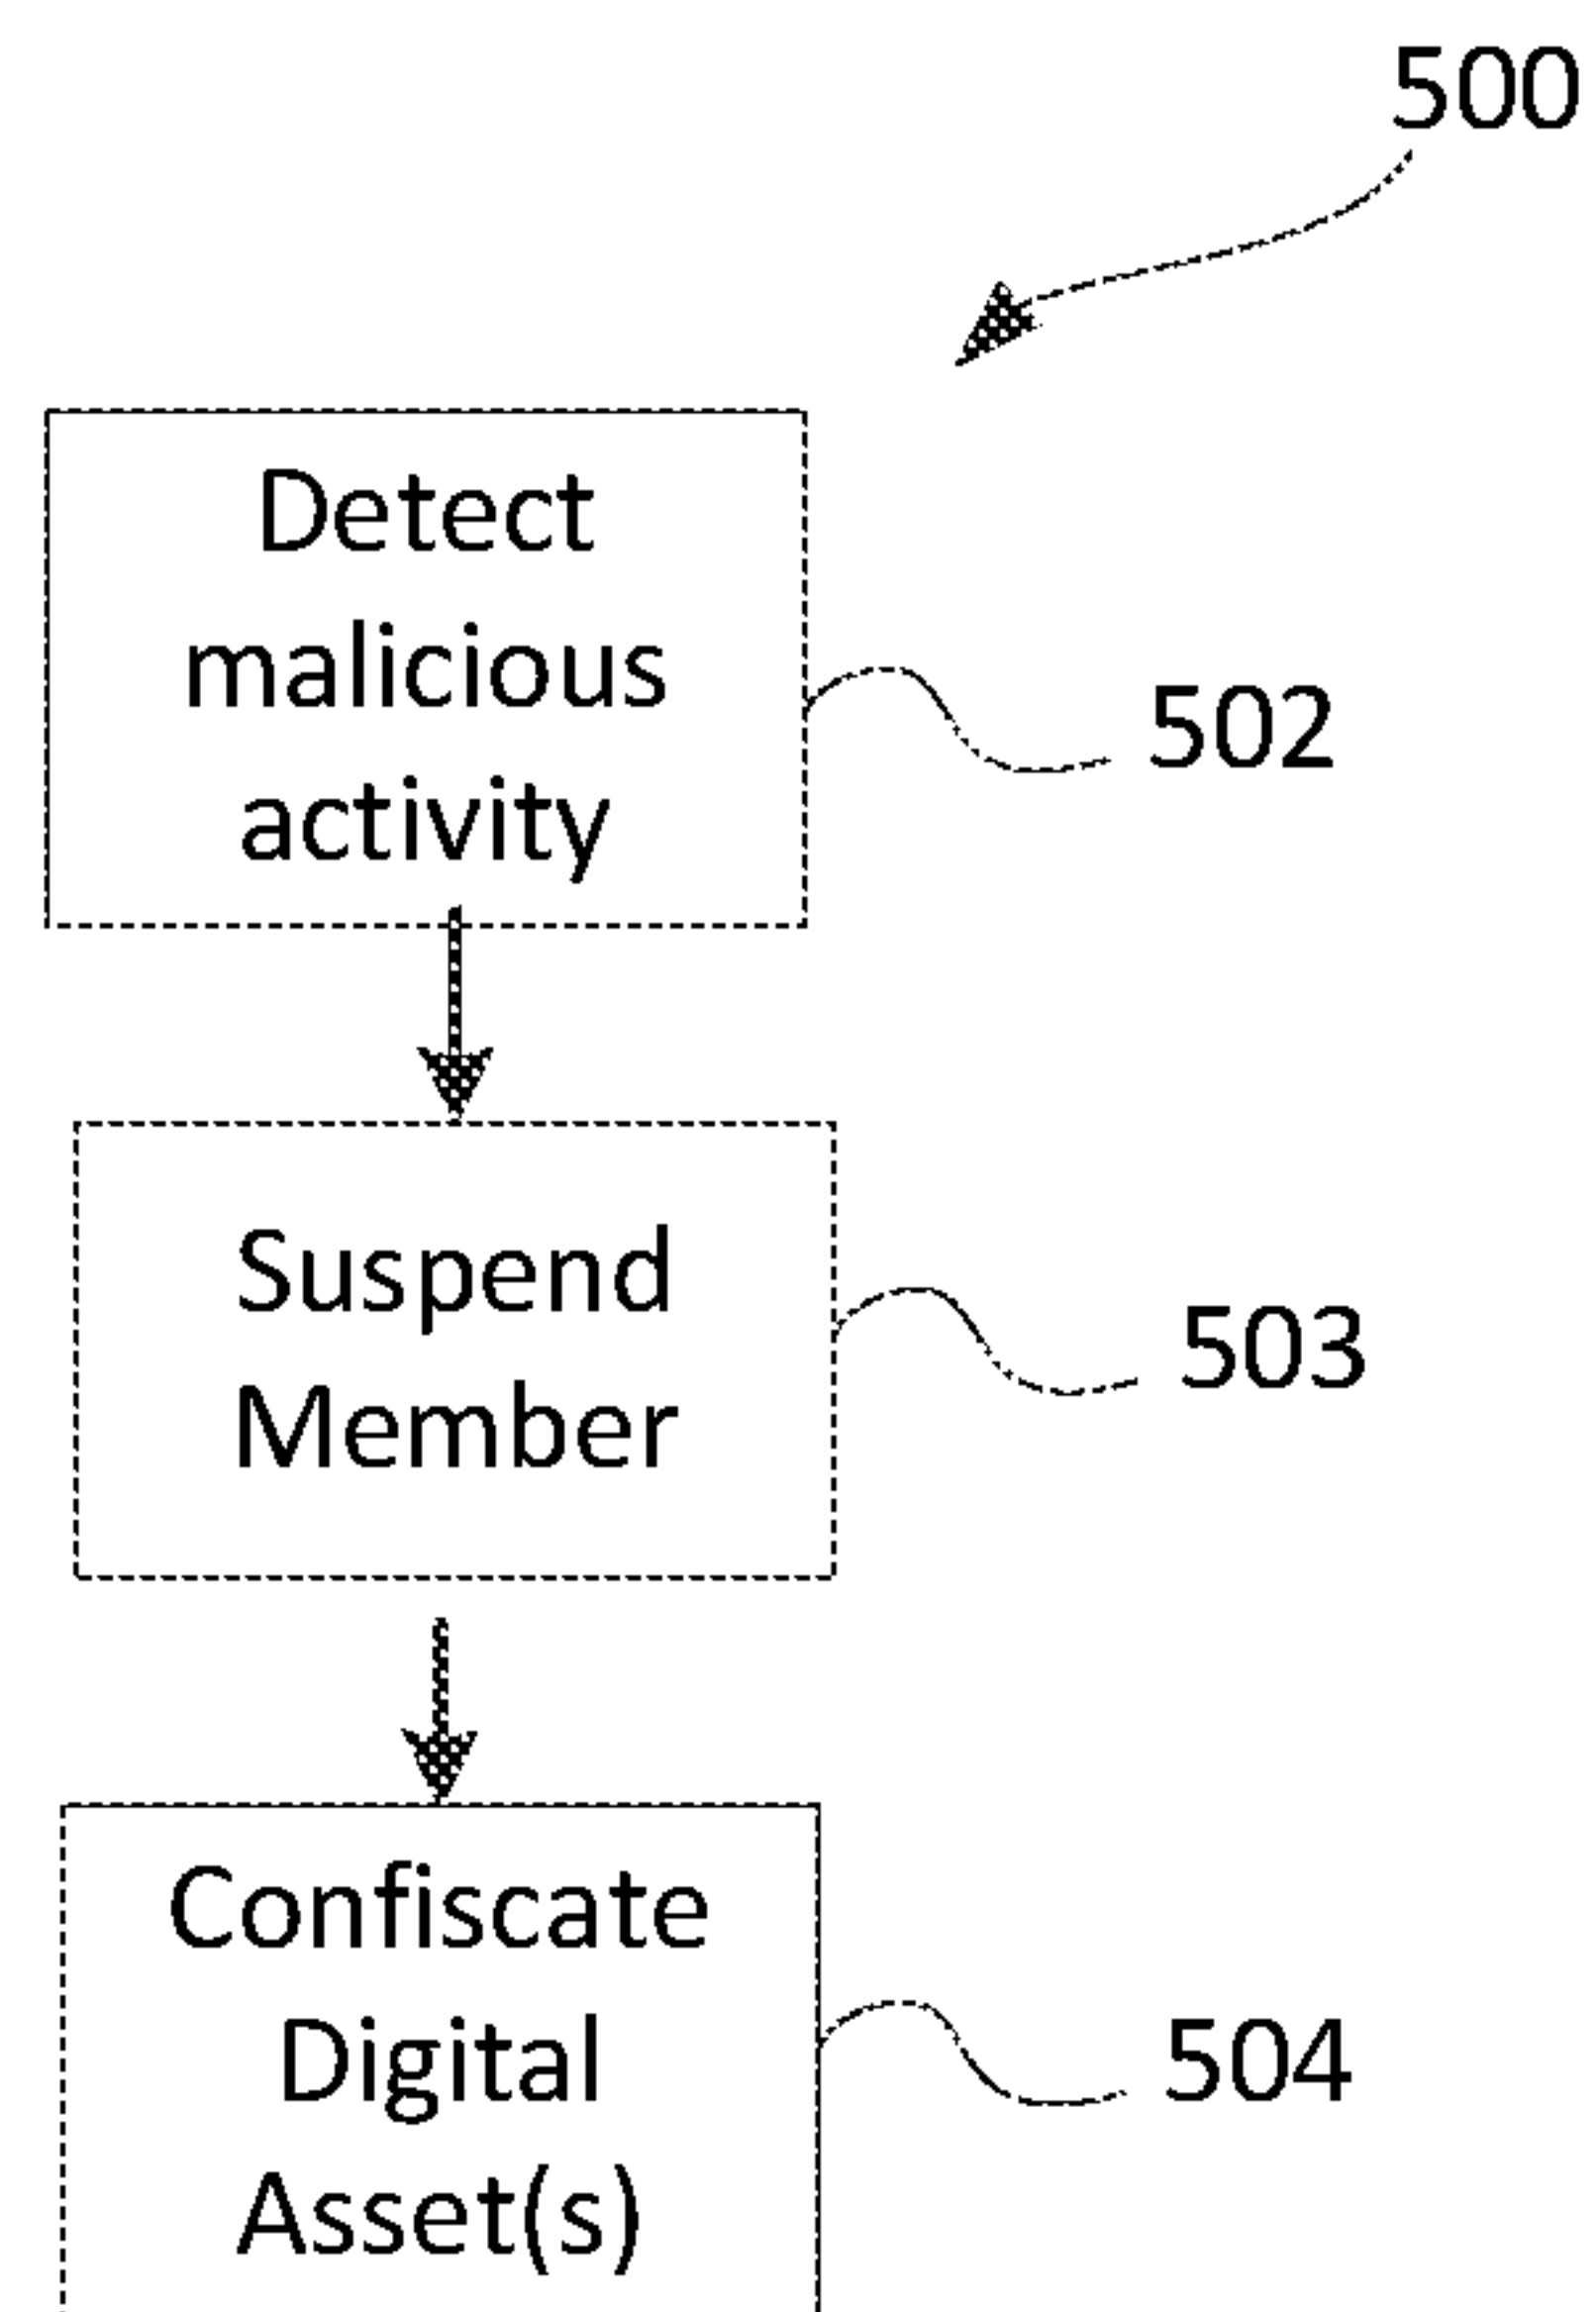 500
Detect
malicious
activity
502
Suspend
Member
503
Confiscate
Digital
Asset(s)
504